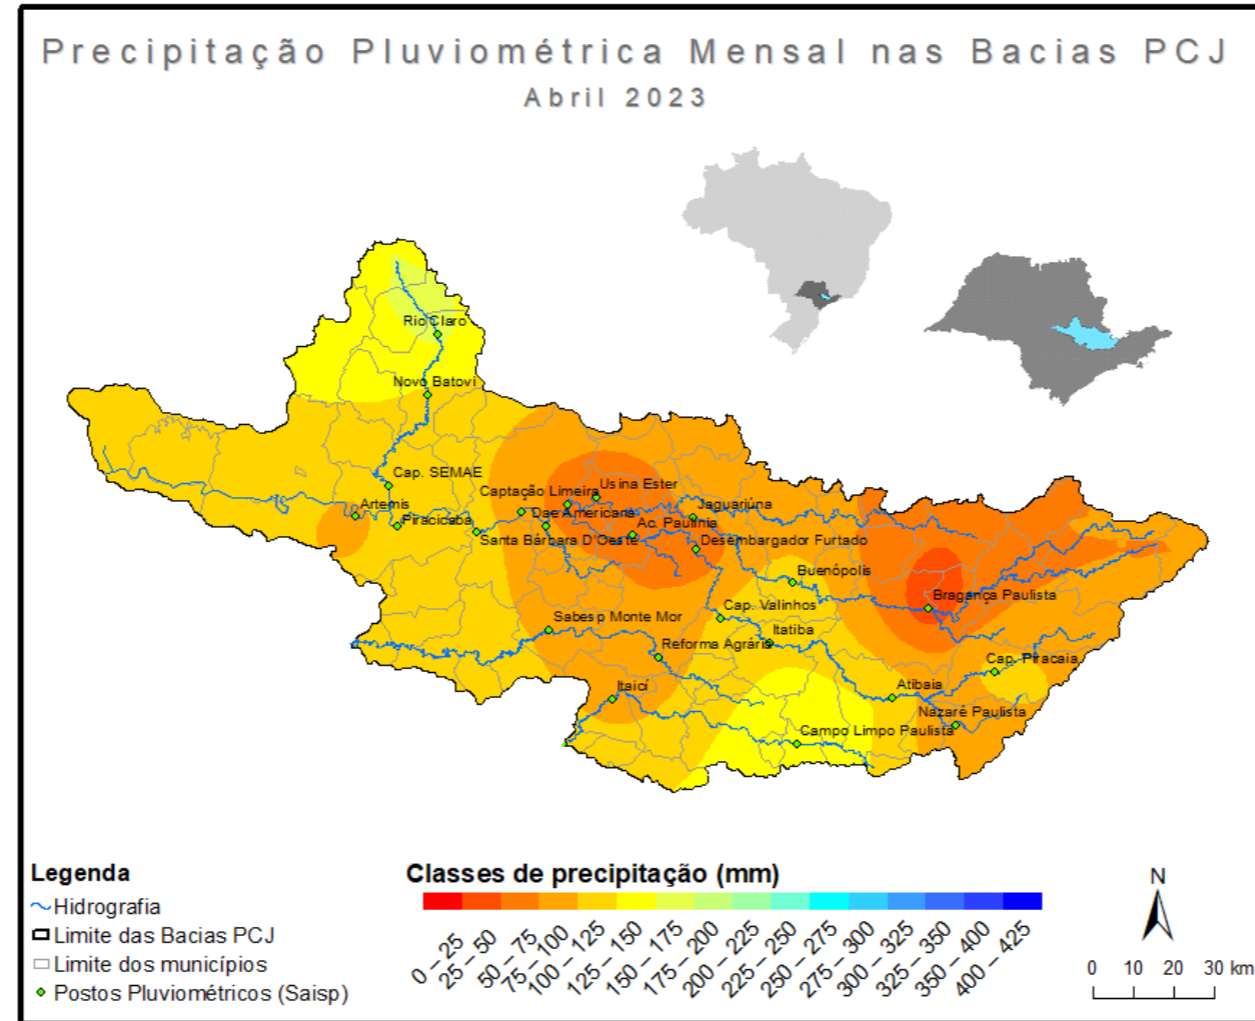 Precipitação Pluviométrica Mensal nas Bacias PCJ
Abril 2023
Rio Claro
Novo Batovi
Cap. SEMAE
Artemis
Piracicaba
Captação Limeira
Usina Ester
Dae Americana
Santa Bárbara D'Oeste
Ac. Paulínia
Jaguariúna
Desembargador Furtado
Buenópolis
Bragança Paulista
Cap. Valinhos
Sabesp Monte Mor
Itatiba
Reforma Agrária
Cap. Piracaia
Itaici
Atibaia
Nazaré Paulista
Campo Limpo Paulista
Legenda
Hidrografia
Limite das Bacias PCJ
Limite dos municípios
Postos Pluviométricos (Saisp)
Classes de precipitação (mm)
0 – 25
25 – 50
50 – 75
75 – 100
100 – 125
125 – 150
150 – 175
175 – 200
200 – 225
225 – 250
250 – 275
275 – 300
300 – 325
325 – 350
350 – 400
400 – 425
N
0 10 20 30 km